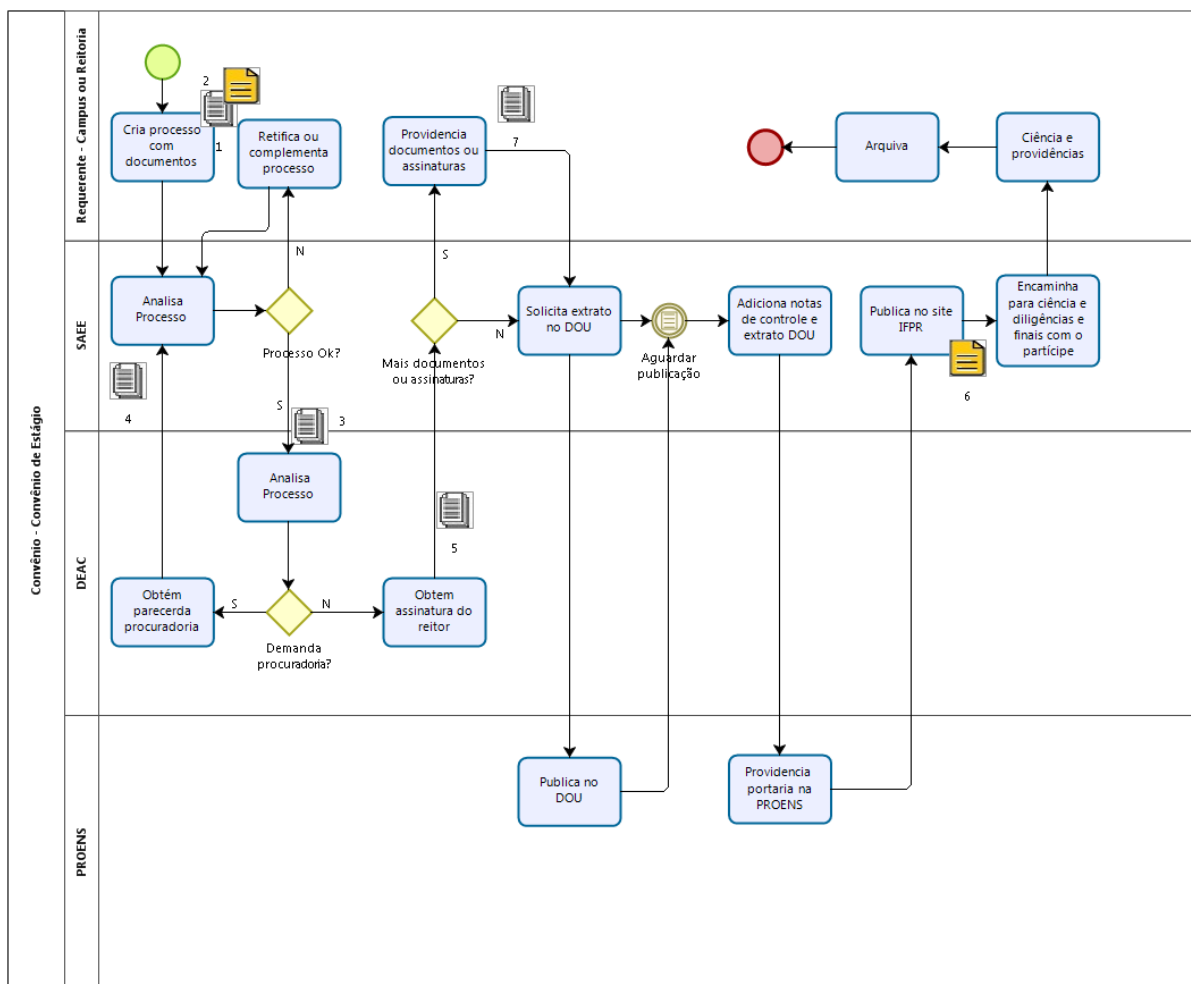 Convênio - Convênio de Estágio
Requerente - Campus ou Reitoria
2
Cria processo
com
documentos
1
Retifica ou
complementa
processo
Providencia
documentos ou
assinaturas
7
Arquiva
Ciência e
providências
N
S
SAEE
Analisa
Processo
Processo Ok?
S
3
4
Mais documentos
ou assinaturas?
N
Solicita extrato
no DOU
Aguardar
publicação
Adiciona notas
de controle e
extrato DOU
Publica no site
IFPR
6
Encaminha
para ciência e
diligências e
finais com o
partícipe
DEAC
Analisa
Processo
5
Obtém
parecerda
procuradoria
S
N
Demanda
procuradoria?
Obtem
assinatura do
reitor
PROENS
Publica no
DOU
Providencia
portaria na
PROENS